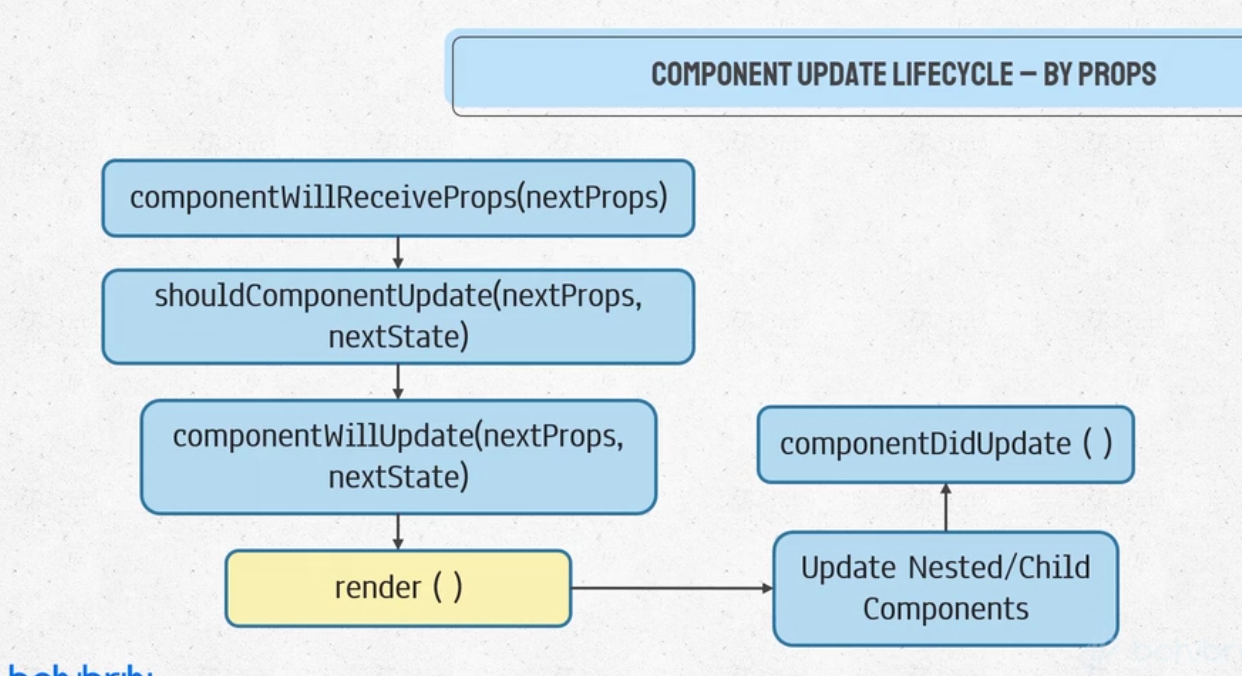 COMPONENT UPDATE LIFECYCLE – BY PROPS
componentWillReceiveProps(nextProps)
shouldComponentUpdate(nextProps,
nextState)
componentWillUpdate(nextProps,
nextState)
componentDidUpdate ( )
render ( )
Update Nested/Child
Components